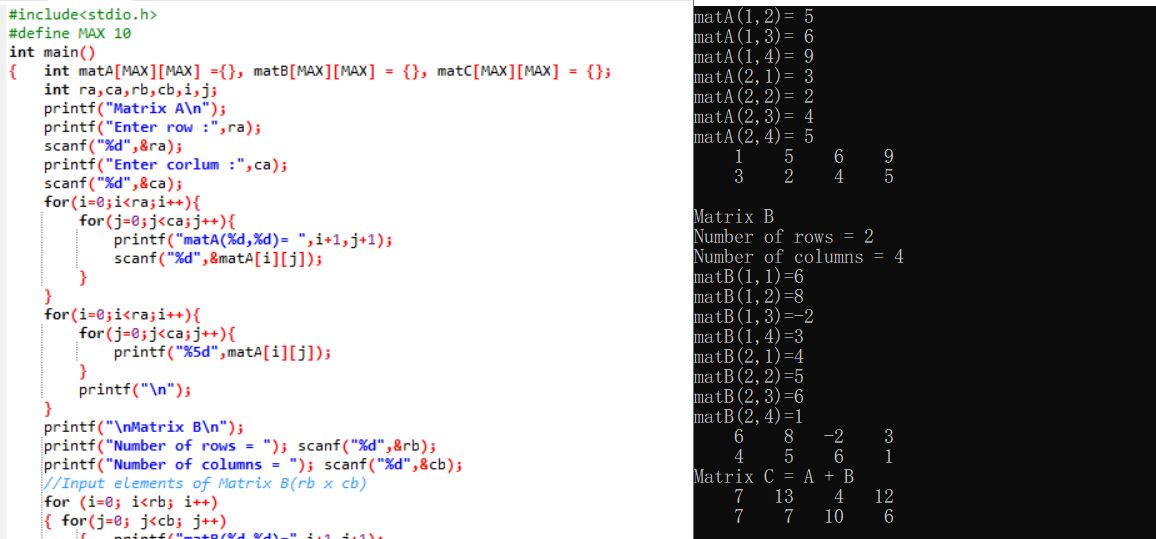 #include<stdio.h>
#define MAX 10
int main()
{   int matA[MAX][MAX] ={}, matB[MAX][MAX] = {}, matC[MAX][MAX] = {};
    int ra,ca,rb,cb,i,j;
    printf("Matrix A\n");
    printf("Enter row :",ra);
    scanf("%d",&ra);
    printf("Enter corlum :",ca);
    scanf("%d",&ca);
    for(i=0;i<ra;i++){
        for(j=0;j<ca;j++){
            printf("matA(%d,%d)= ",i+1,j+1);
            scanf("%d",&matA[i][j]);
        }
    }
    for(i=0;i<ra;i++){
        for(j=0;j<ca;j++){
            printf("%5d",matA[i][j]);
        }
        printf("\n");
    }
    printf("\nMatrix B\n");
    printf("Number of rows = "); scanf("%d",&rb);
    printf("Number of columns = "); scanf("%d",&cb);
    //Input elements of Matrix B(rb x cb)
    for (i=0; i<rb; i++)
    { for(j=0; j<cb; j++)
        {   printf("matB(%d,%d)=",i+1,j+1);
matA(1,2)= 5
matA(1,3)= 6
matA(1,4)= 9
matA(2,1)= 3
matA(2,2)= 2
matA(2,3)= 4
matA(2,4)= 5
    1    5    6    9
    3    2    4    5
Matrix B
Number of rows = 2
Number of columns = 4
matB(1,1)=6
matB(1,2)=8
matB(1,3)=-2
matB(1,4)=3
matB(2,1)=4
matB(2,2)=5
matB(2,3)=6
matB(2,4)=1
    6    8   -2    3
    4    5    6    1
Matrix C = A + B
    7   13    4   12
    7    7   10    6